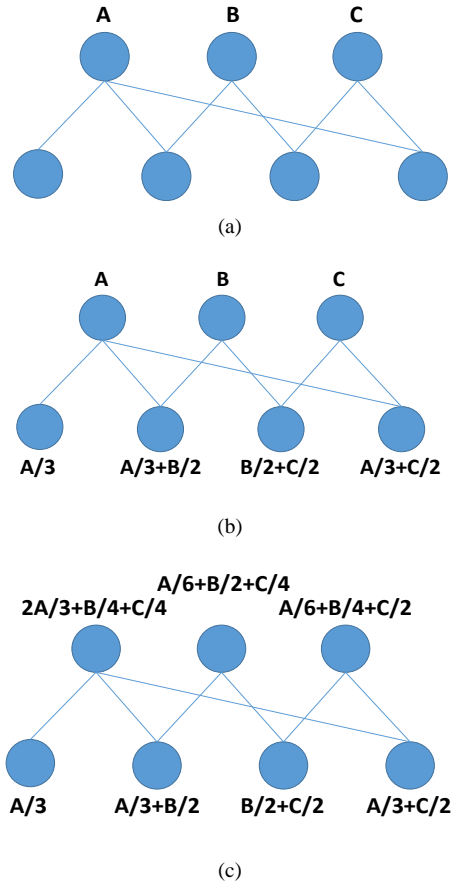 A B C
(a)
A B C
A/3 A/3+B/2 B/2+C/2 A/3+C/2
(b)
A/6+B/2+C/4
2A/3+B/4+C/4 A/6+B/4+C/2
A/3 A/3+B/2 B/2+C/2 A/3+C/2
(c)